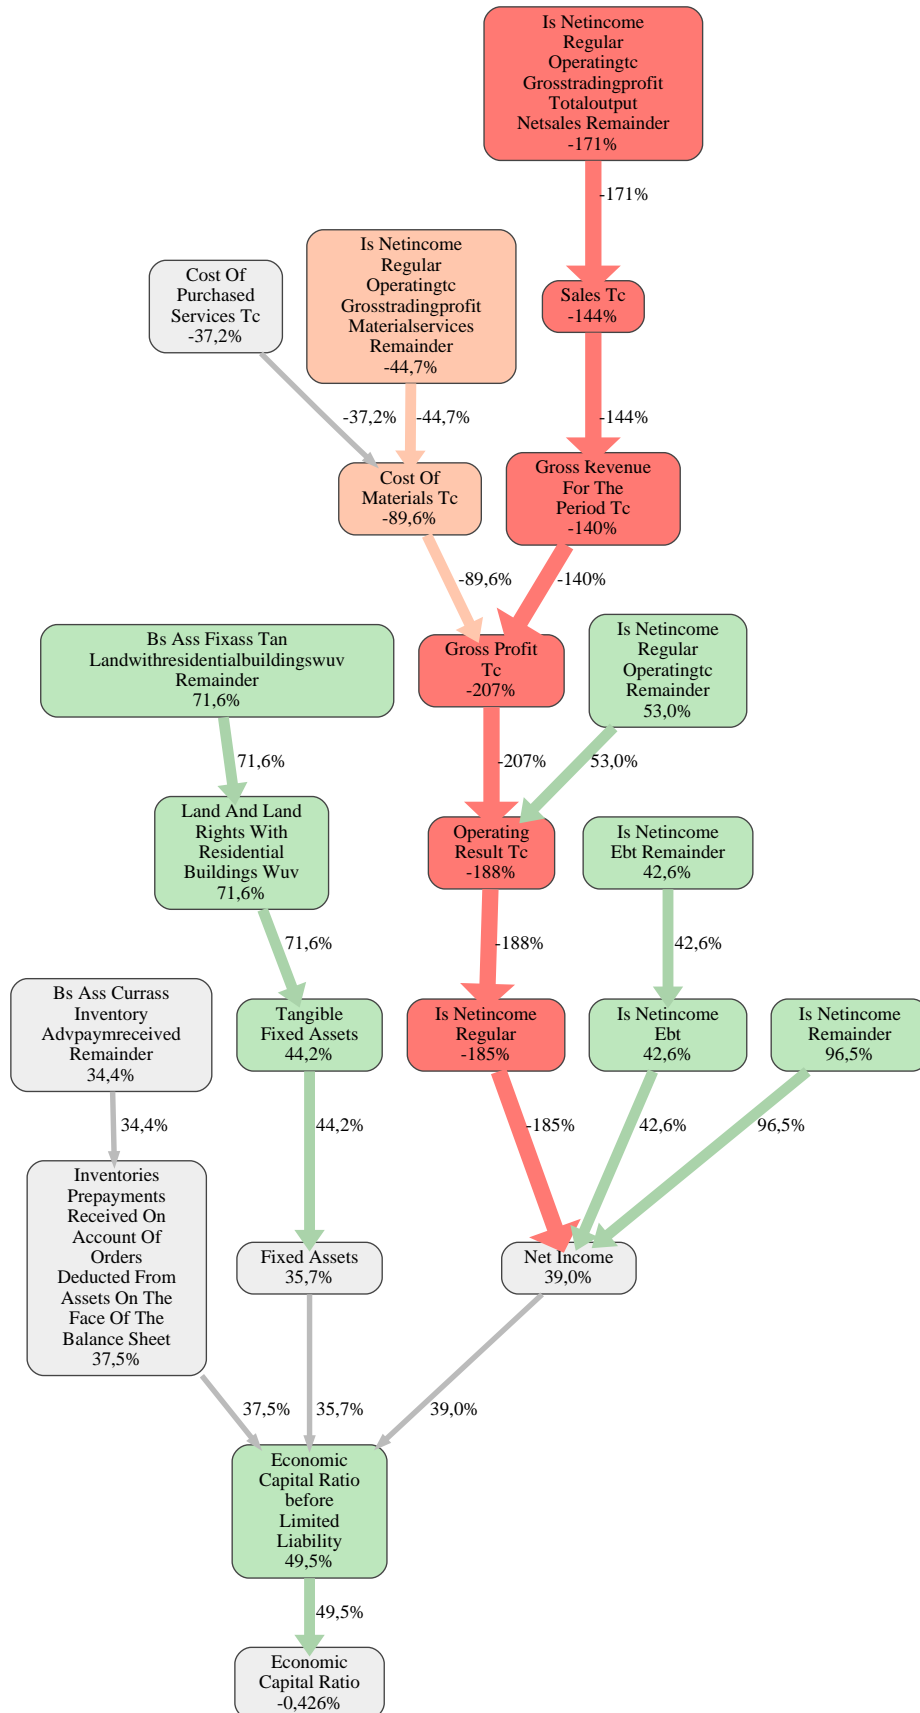 Is Netincome
Regular
Operatingtc
Grosstradingprofit
Totaloutput
Netsales Remainder
-171%
-171%
Cost Of
Purchased
Services Tc
-37,2%
Is Netincome
Regular
Operatingtc
Grosstradingprofit
Materialservices
Remainder
-44,7%
Sales Tc
-144%
-37,2%
-44,7%
-144%
Cost Of
Materials Tc
-89,6%
Gross Revenue
For The
Period Tc
-140%
-89,6%
-140%
Bs Ass Fixass Tan
Landwithresidentialbuildingswuv
Remainder
71,6%
Gross Profit
Tc
-207%
Is Netincome
Regular
Operatingtc
Remainder
53,0%
71,6%
-207%
53,0%
Land And Land
Rights With
Residential
Buildings Wuv
71,6%
Operating
Result Tc
-188%
Is Netincome
Ebt Remainder
42,6%
71,6%
-188%
42,6%
Bs Ass Currass
Inventory
Advpaymreceived
Remainder
34,4%
Tangible
Fixed Assets
44,2%
Is Netincome
Regular
-185%
Is Netincome
Ebt
42,6%
Is Netincome
Remainder
96,5%
34,4%
44,2%
-185%
42,6%
96,5%
Inventories
Prepayments
Received On
Account Of
Orders
Deducted From
Assets On The
Face Of The
Balance Sheet
37,5%
Fixed Assets
35,7%
Net Income
39,0%
37,5%
35,7%
39,0%
Economic
Capital Ratio
before
Limited
Liability
49,5%
49,5%
Economic
Capital Ratio
-0,426%